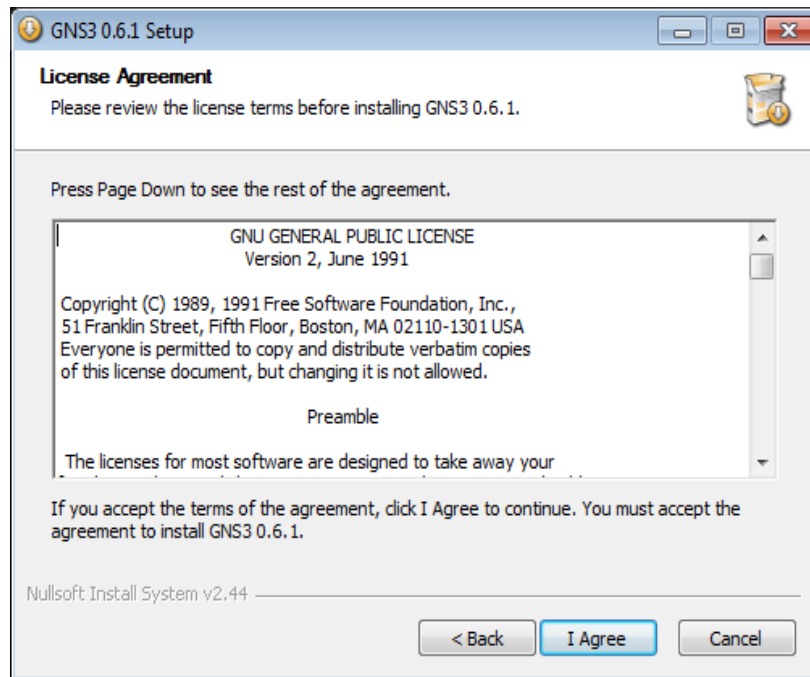 GNS3 0.6.1 Setup
License Agreement
Please review the license terms before installing GNS3 0.6.1.
Press Page Down to see the rest of the agreement.
GNU GENERAL PUBLIC LICENSE
Version 2, June 1991
Copyright (C) 1989, 1991 Free Software Foundation, Inc.,
51 Franklin Street, Fifth Floor, Boston, MA 02110-1301 USA
Everyone is permitted to copy and distribute verbatim copies
of this license document, but changing it is not allowed.
Preamble
The licenses for most software are designed to take away your
If you accept the terms of the agreement, click I Agree to continue. You must accept the
agreement to install GNS3 0.6.1.
Nullsoft Install System v2.44
< Back
I Agree
Cancel